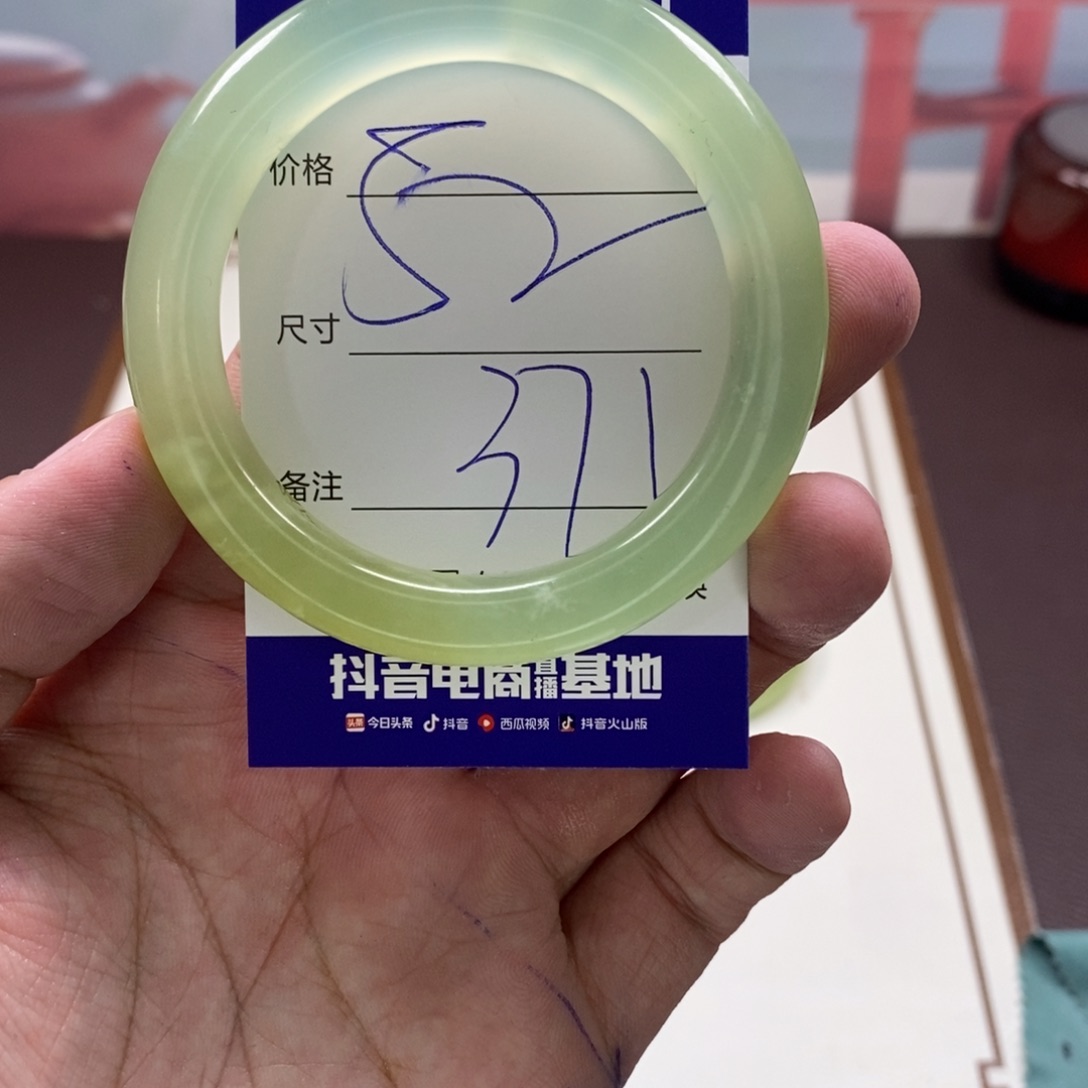 价格
52
尺寸
371
备注
抖音电商直播基地
今日头条 抖音 西瓜视频 抖音火山版